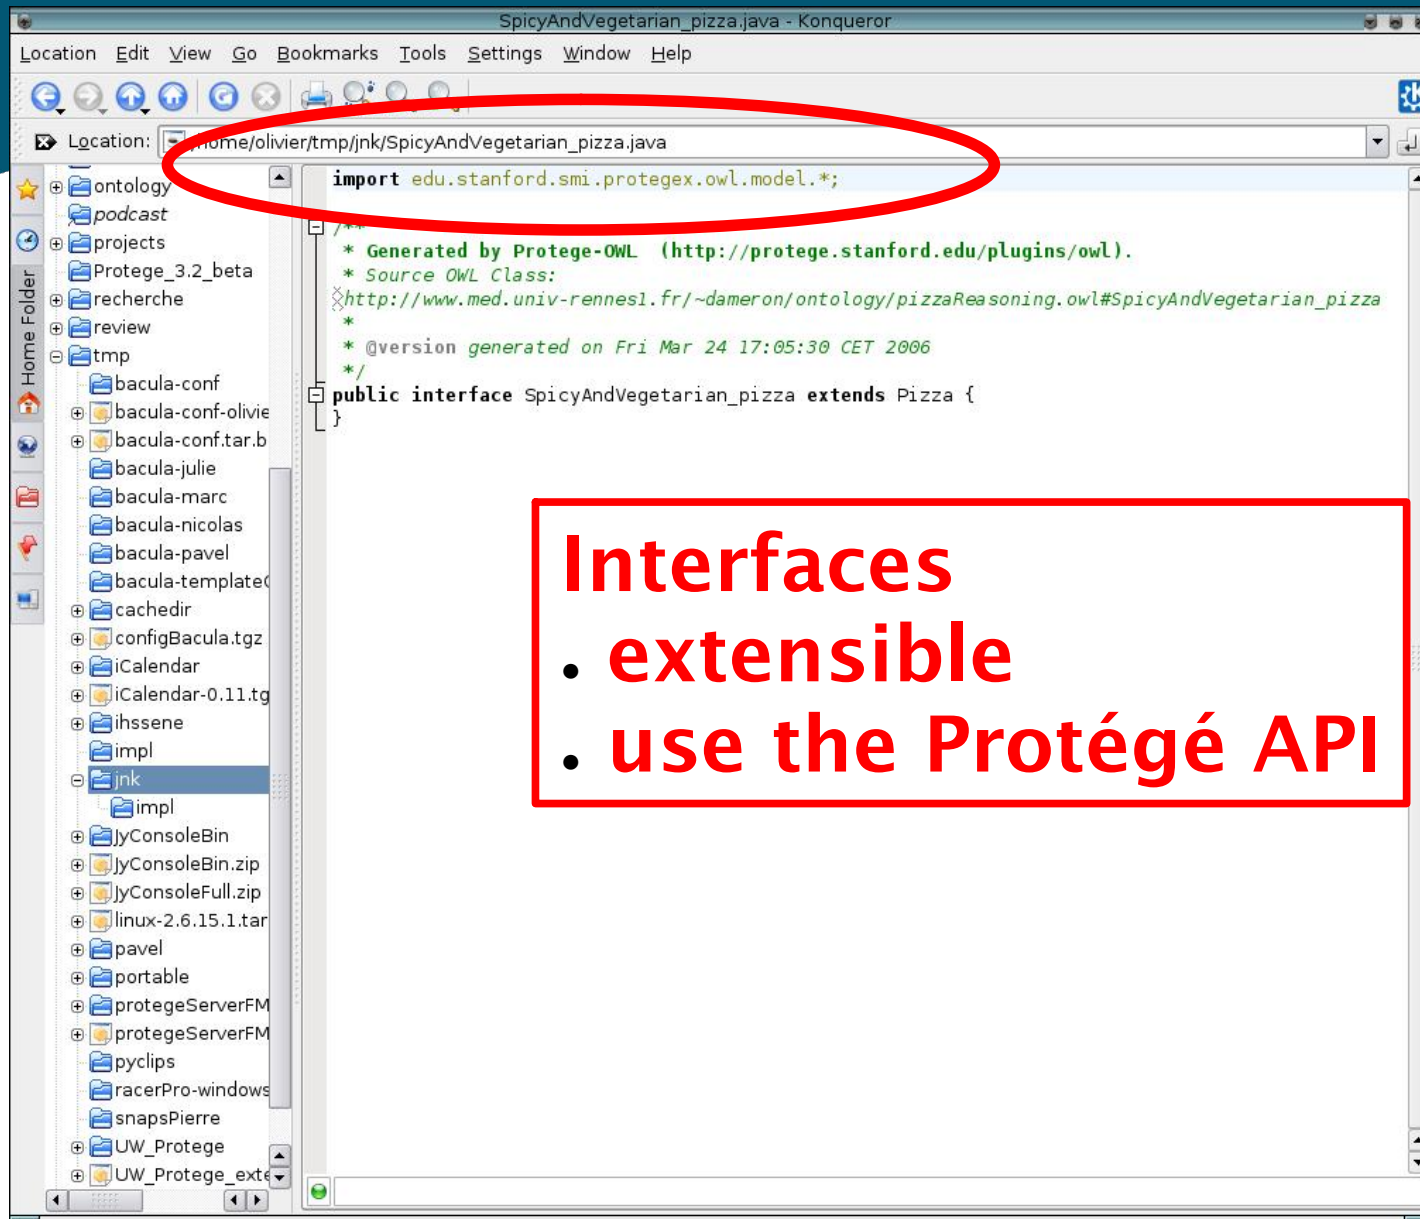 SpicyAndVegetarian_pizza.java - Konqueror
Location Edit View Go Bookmarks Tools Settings Window Help
Location: /home/olivier/tmp/jnk/SpicyAndVegetarian_pizza.java
Home Folder
ontology
podcast
projects
Protege_3.2_beta
recherche
review
tmp
bacula-conf
bacula-conf-olivie
bacula-conf.tar.b
bacula-julie
bacula-marc
bacula-nicolas
bacula-pavel
bacula-template
cachedir
configBacula.tgz
iCalendar
iCalendar-0.11.tg
ihssene
impl
jnk
impl
JyConsoleBin
JyConsoleBin.zip
JyConsoleFull.zip
linux-2.6.15.1.tar
pavel
portable
protegeServerFM
protegeServerFM
pyclips
racerPro-windows
snapsPierre
UW_Protege
UW_Protege_exte
import edu.stanford.smi.protegex.owl.model.*;
/**
* Generated by Protege-OWL (http://protege.stanford.edu/plugins/owl).
* Source OWL Class:
http://www.med.univ-rennes1.fr/~dameron/ontology/pizzaReasoning.owl#SpicyAndVegetarian_pizza
*
* @version generated on Fri Mar 24 17:05:30 CET 2006
*/
public interface SpicyAndVegetarian_pizza extends Pizza {
}
Interfaces
. extensible
. use the Protégé API